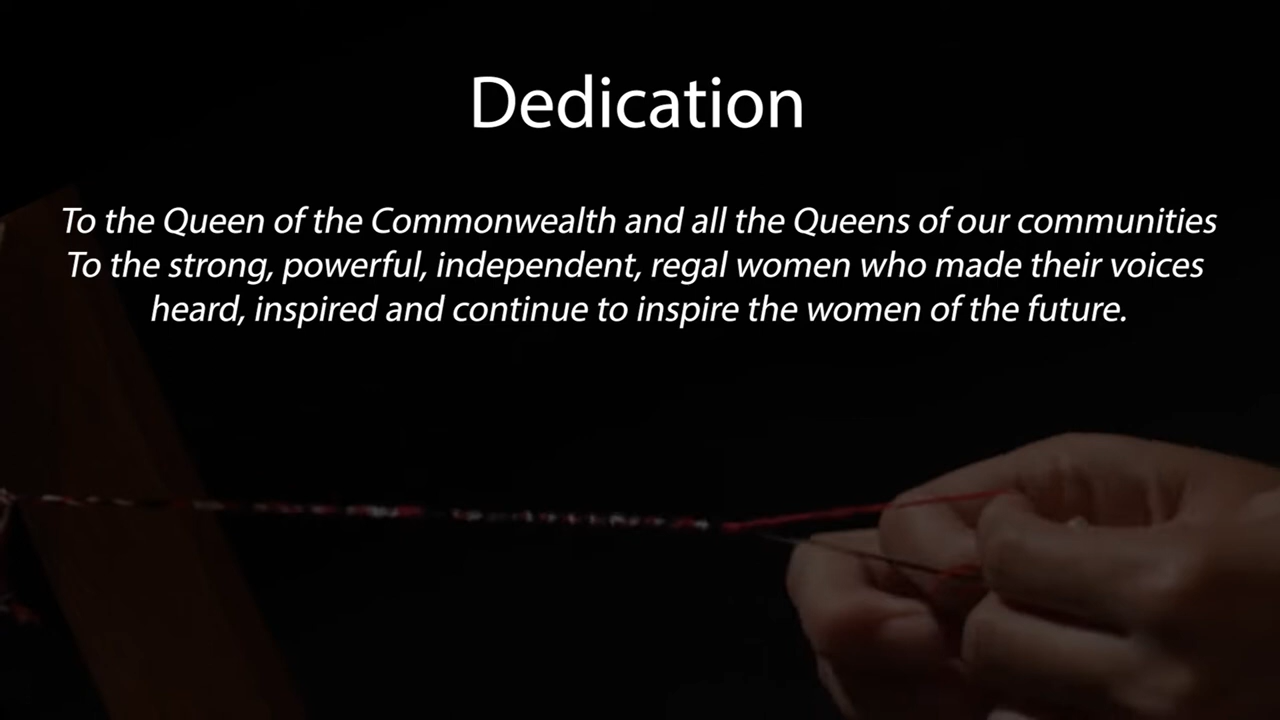 Dedication
To the Queen of the Commonwealth and all the Queens of our communities
To the strong, powerful, independent, regal women who made their voices
heard, inspired and continue to inspire the women of the future.